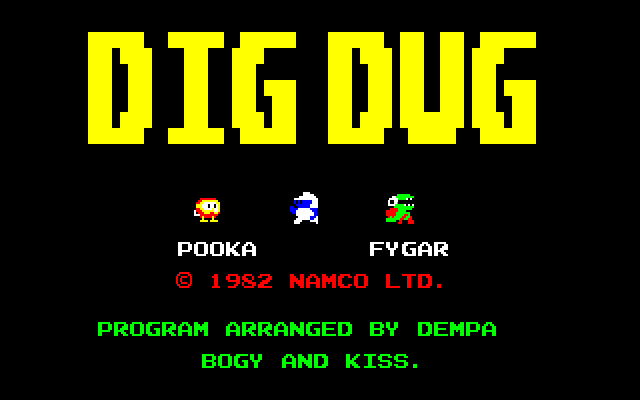 DIG DUG
POOKA FYGAR
© 1982 NAMCO LTD.
PROGRAM ARRANGED BY DEMPA
BOGY AND KISS.